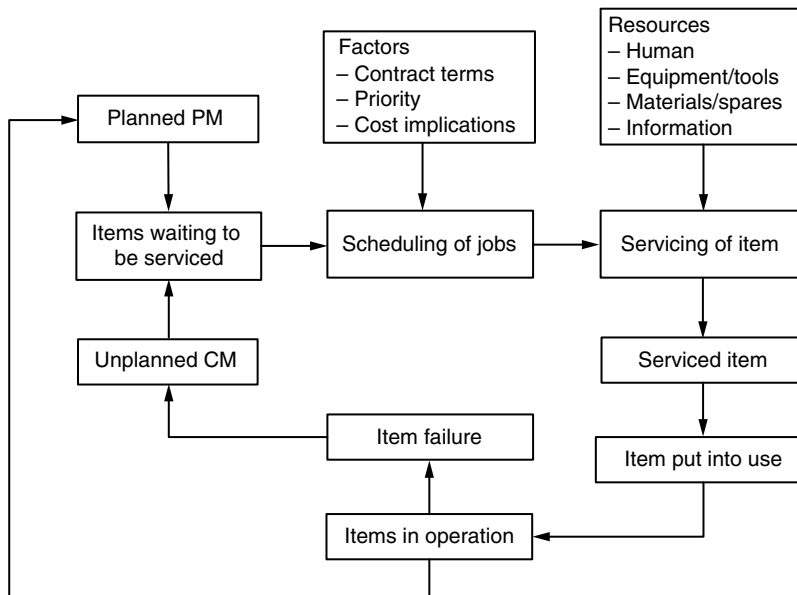 Factors
– Contract terms
– Priority
– Cost implications
Resources
– Human
– Equipment/tools
– Materials/spares
– Information
Planned PM
Items waiting to
be serviced
Scheduling of jobs
Servicing of item
Unplanned CM
Serviced item
Item failure
Item put into use
Items in operation